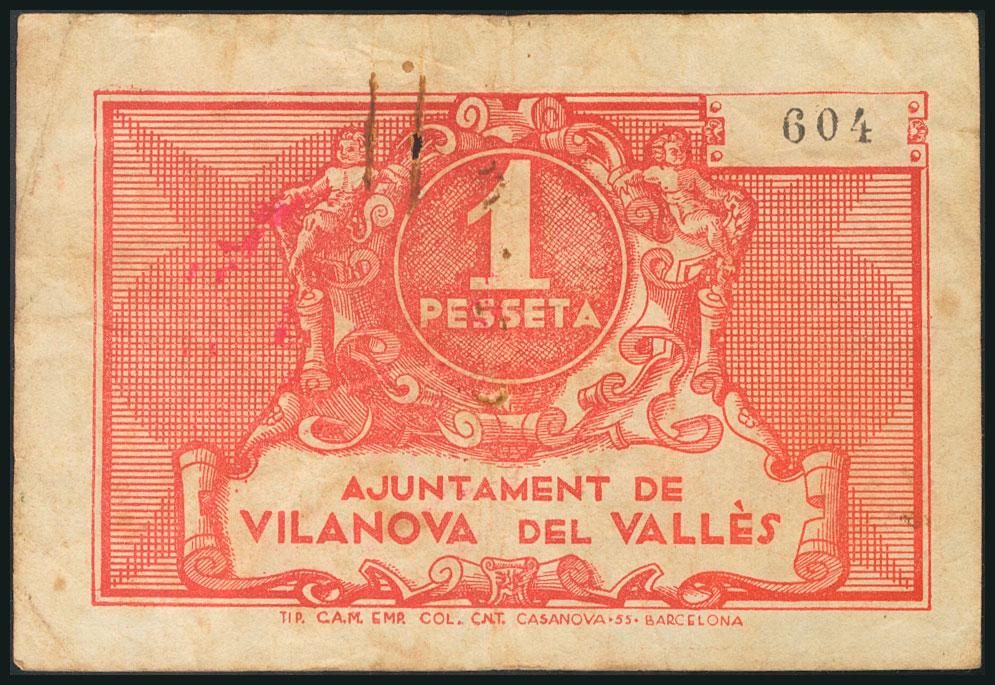 604
1
PESSETA
AJUNTAMENT DE
VILANOVA DEL VALLÈS
TIP. C.A.M. EMP. COL. C.N.T. CASANOVA·55· BARCELONA